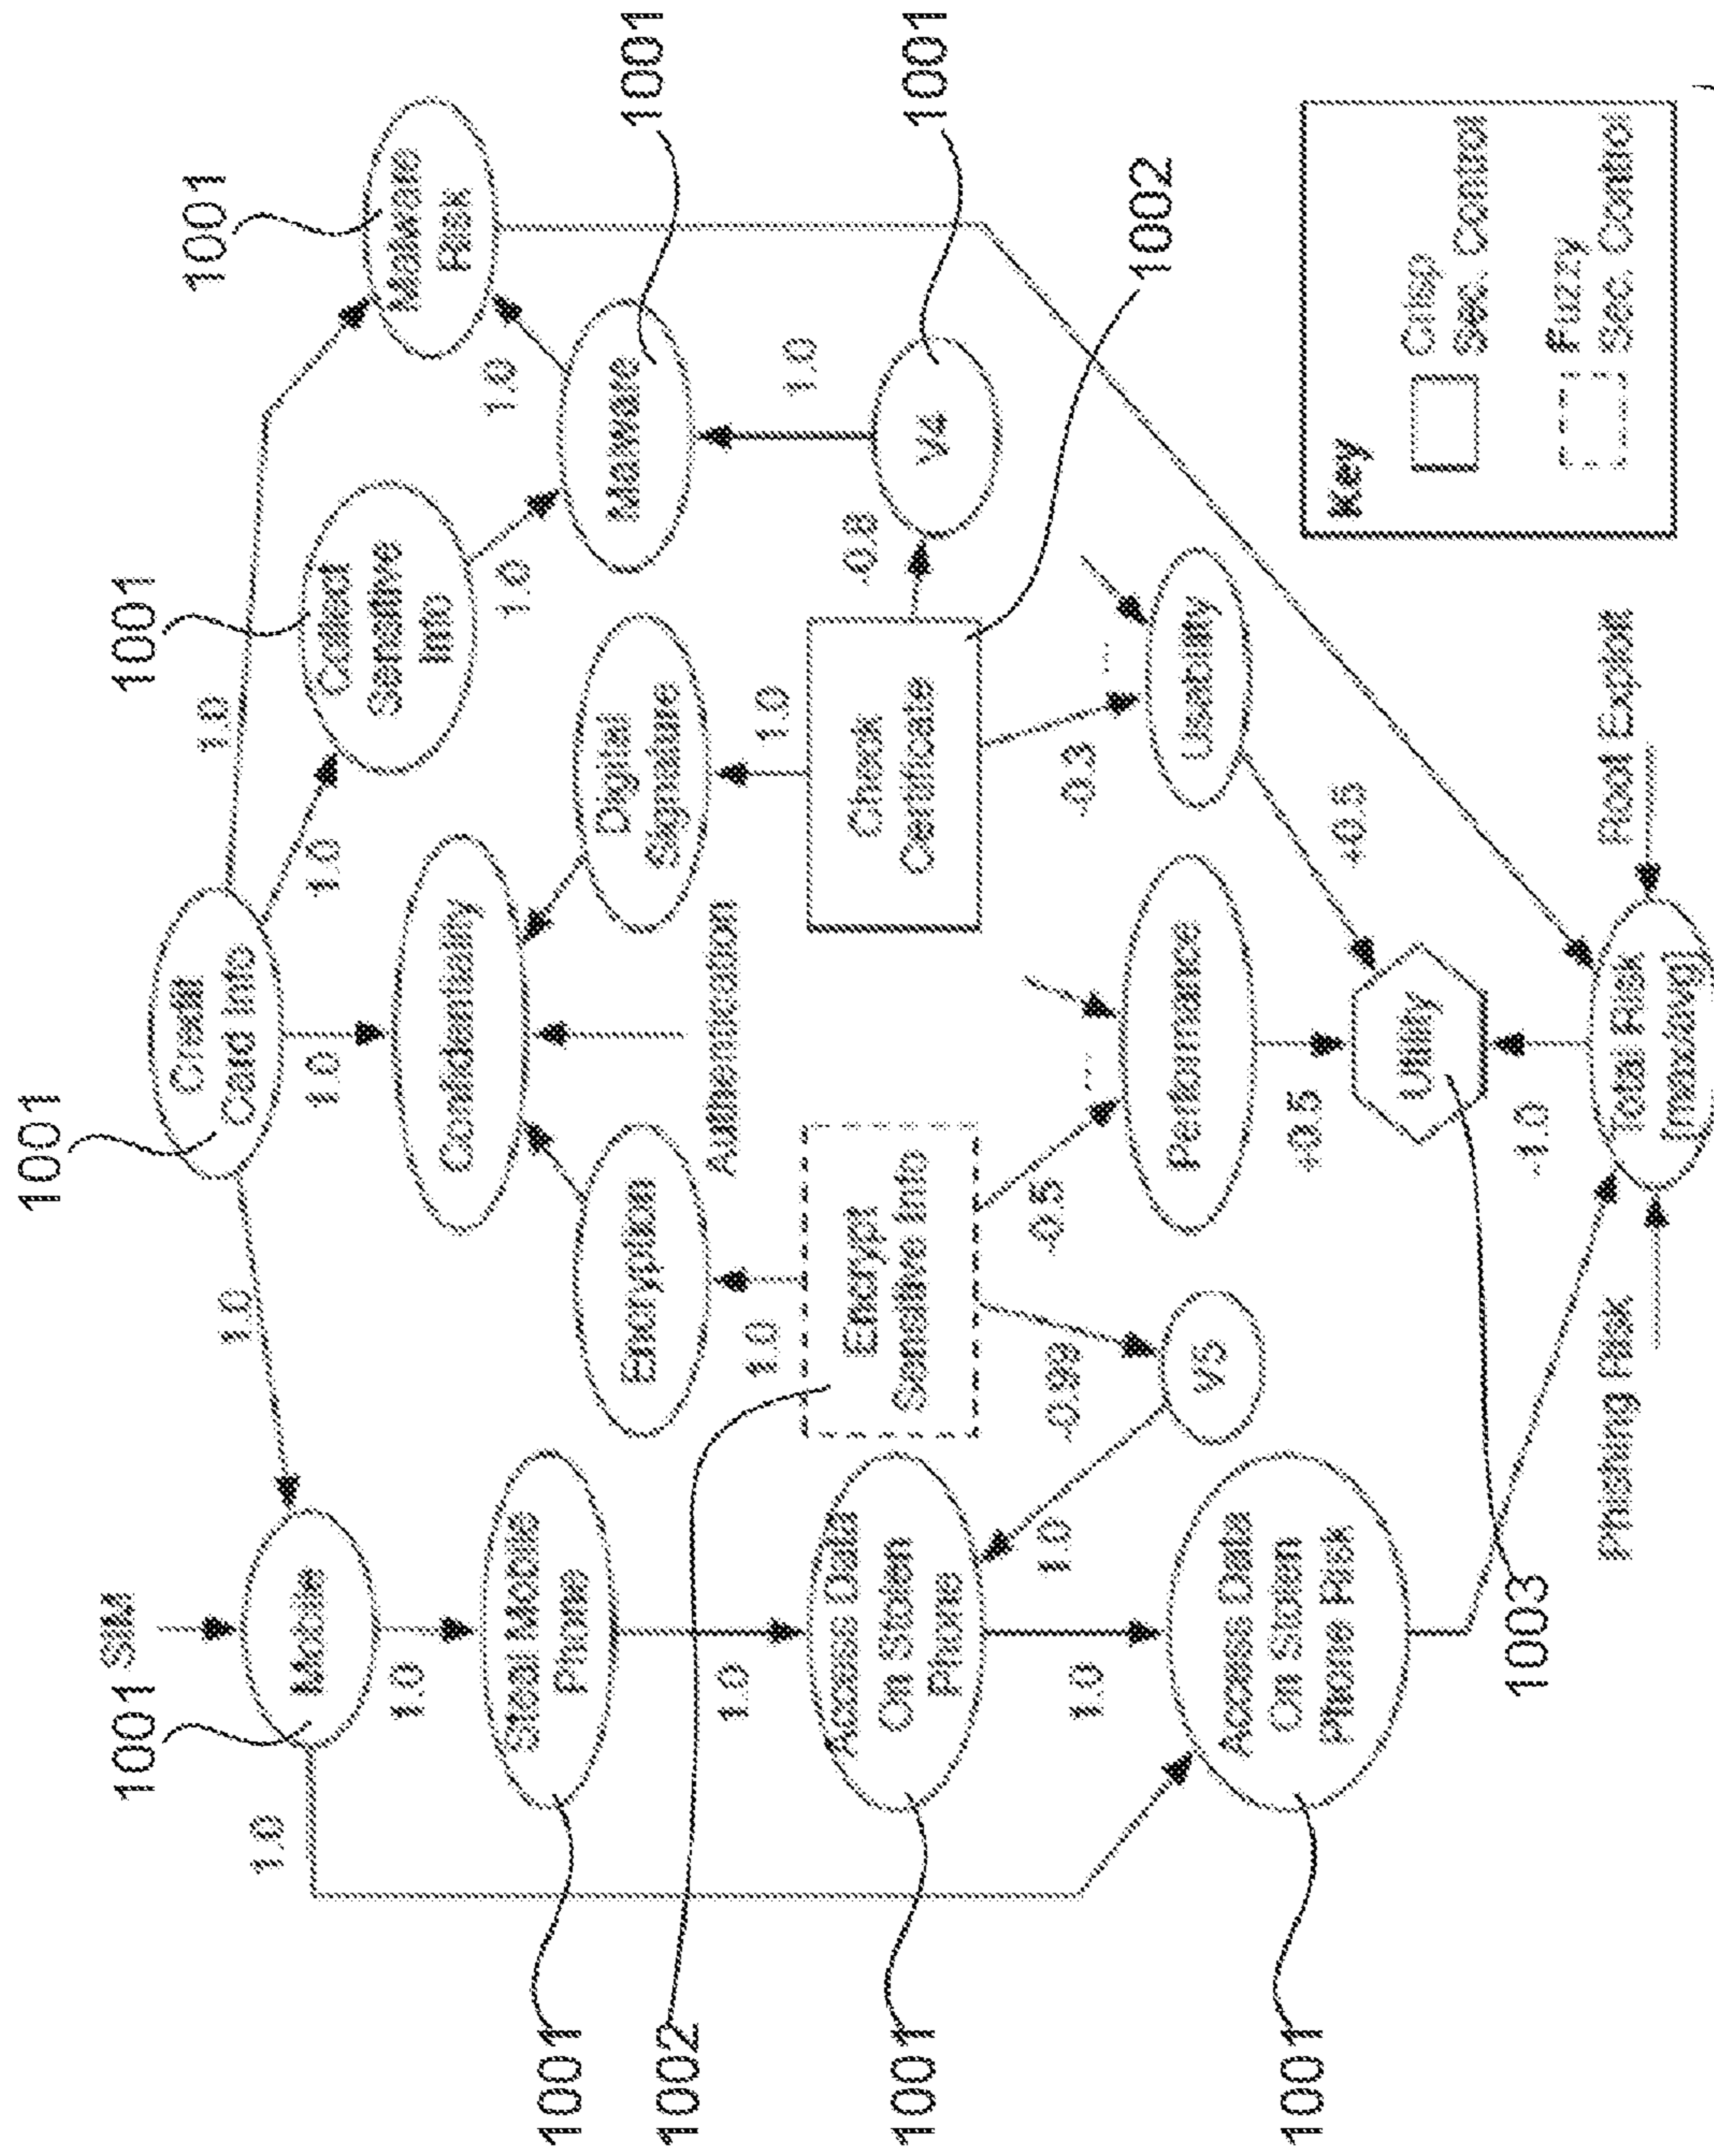 1001
Credit
Card Info
1001 SIM
1001
1001
1.0
1.0
1.0
1.0
Mobile
Collect
Sensitive
Info
Malware
Risk
1.0
1.0
Confidentiality
1.0
1.0
1001
Steal Mobile
Phone
1001
Encryption
Authentication
Digital
Signature
Malware
1001
1002
1.0
1.0
1.0
1.0
1001
Access Data
On Stolen
Phone
Encrypt
Sensitive Info
Check
Certificate
-0.8
V4
1001
1.0
1.0
-0.99
-0.5
-0.3
1002
1001
Access Data
On Stolen
Phone Risk
V5
Performance
Usability
+0.5
+0.5
Utility
1003
-1.0
Phishing Risk
Total Risk
[max/avg]
Root Exploit
Key
Crisp
Sec. Control
Fuzzy
Sec. Control